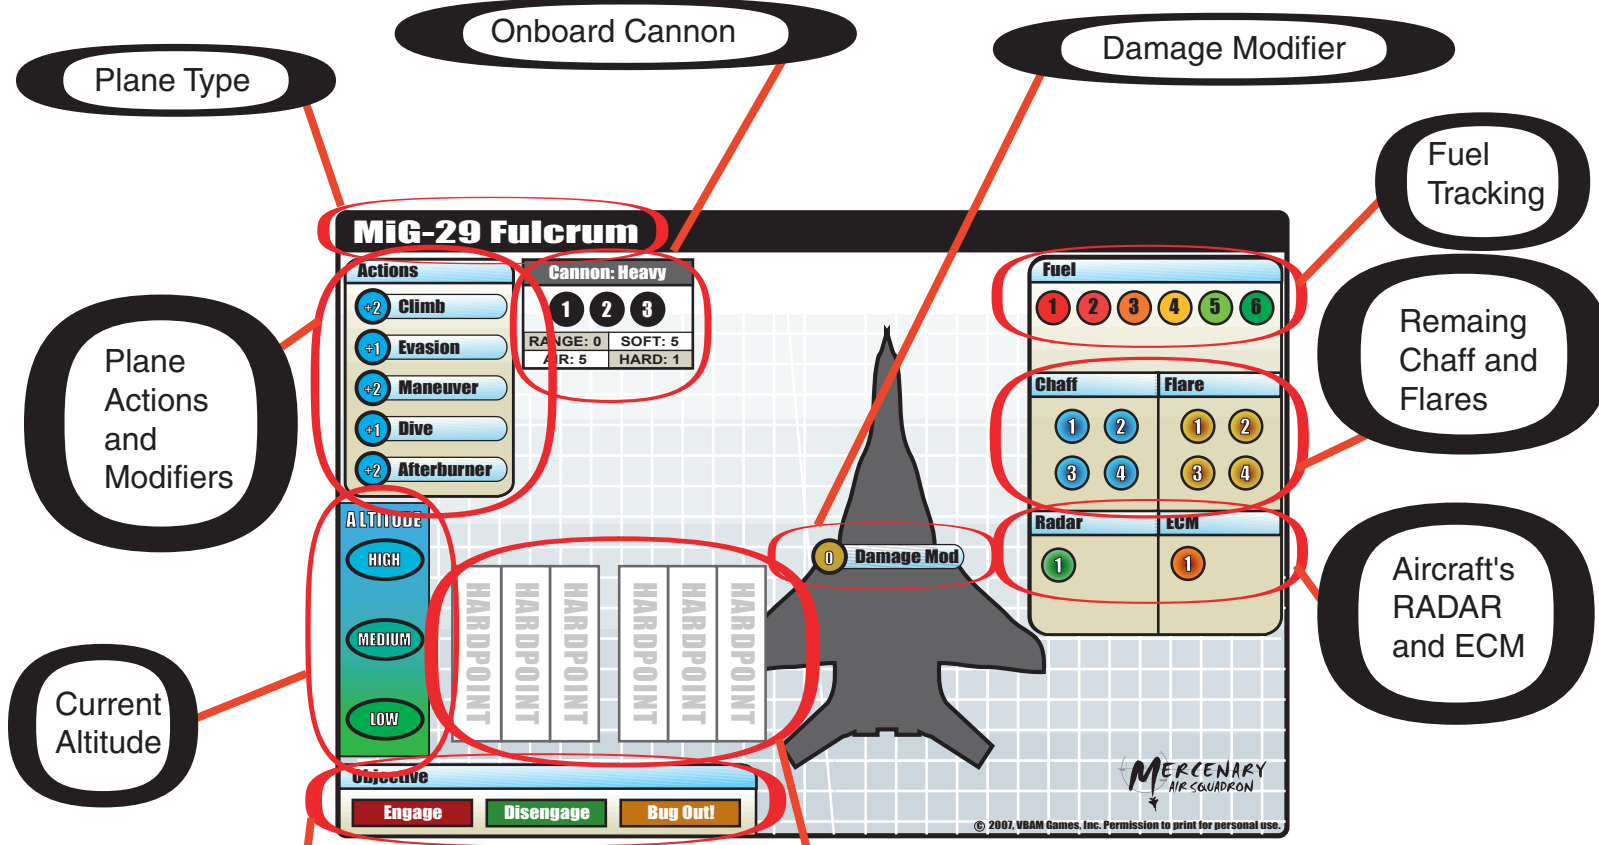 Onboard Cannon
Damage Modifier
Plane Type
Fuel
Tracking
MiG-29 Fulcrum
Actions
+2 Climb
+1 Evasion
+2 Maneuver
+1 Dive
+2 Afterburner
Cannon: Heavy
1 2 3
RANGE: 0 SOFT: 5
AIR: 5 HARD: 1
Fuel
1 2 3 4 5 6
Remaing
Chaff and
Flares
Plane
Actions
and
Modifiers
Chaff Flare
1 2 1 2
3 4 3 4
Radar ECM
1 1
ALTITUDE
HIGH
MEDIUM
LOW
0 Damage Mod
HARDPOINT
HARDPOINT
HARDPOINT
HARDPOINT
HARDPOINT
HARDPOINT
Aircraft's
RADAR
and ECM
Current
Altitude
Objective
Engage Disengage Bug Out!
MERCENARY
AIR SQUADRON
© 2007, VBAM Games, Inc. Permission to print for personal use.